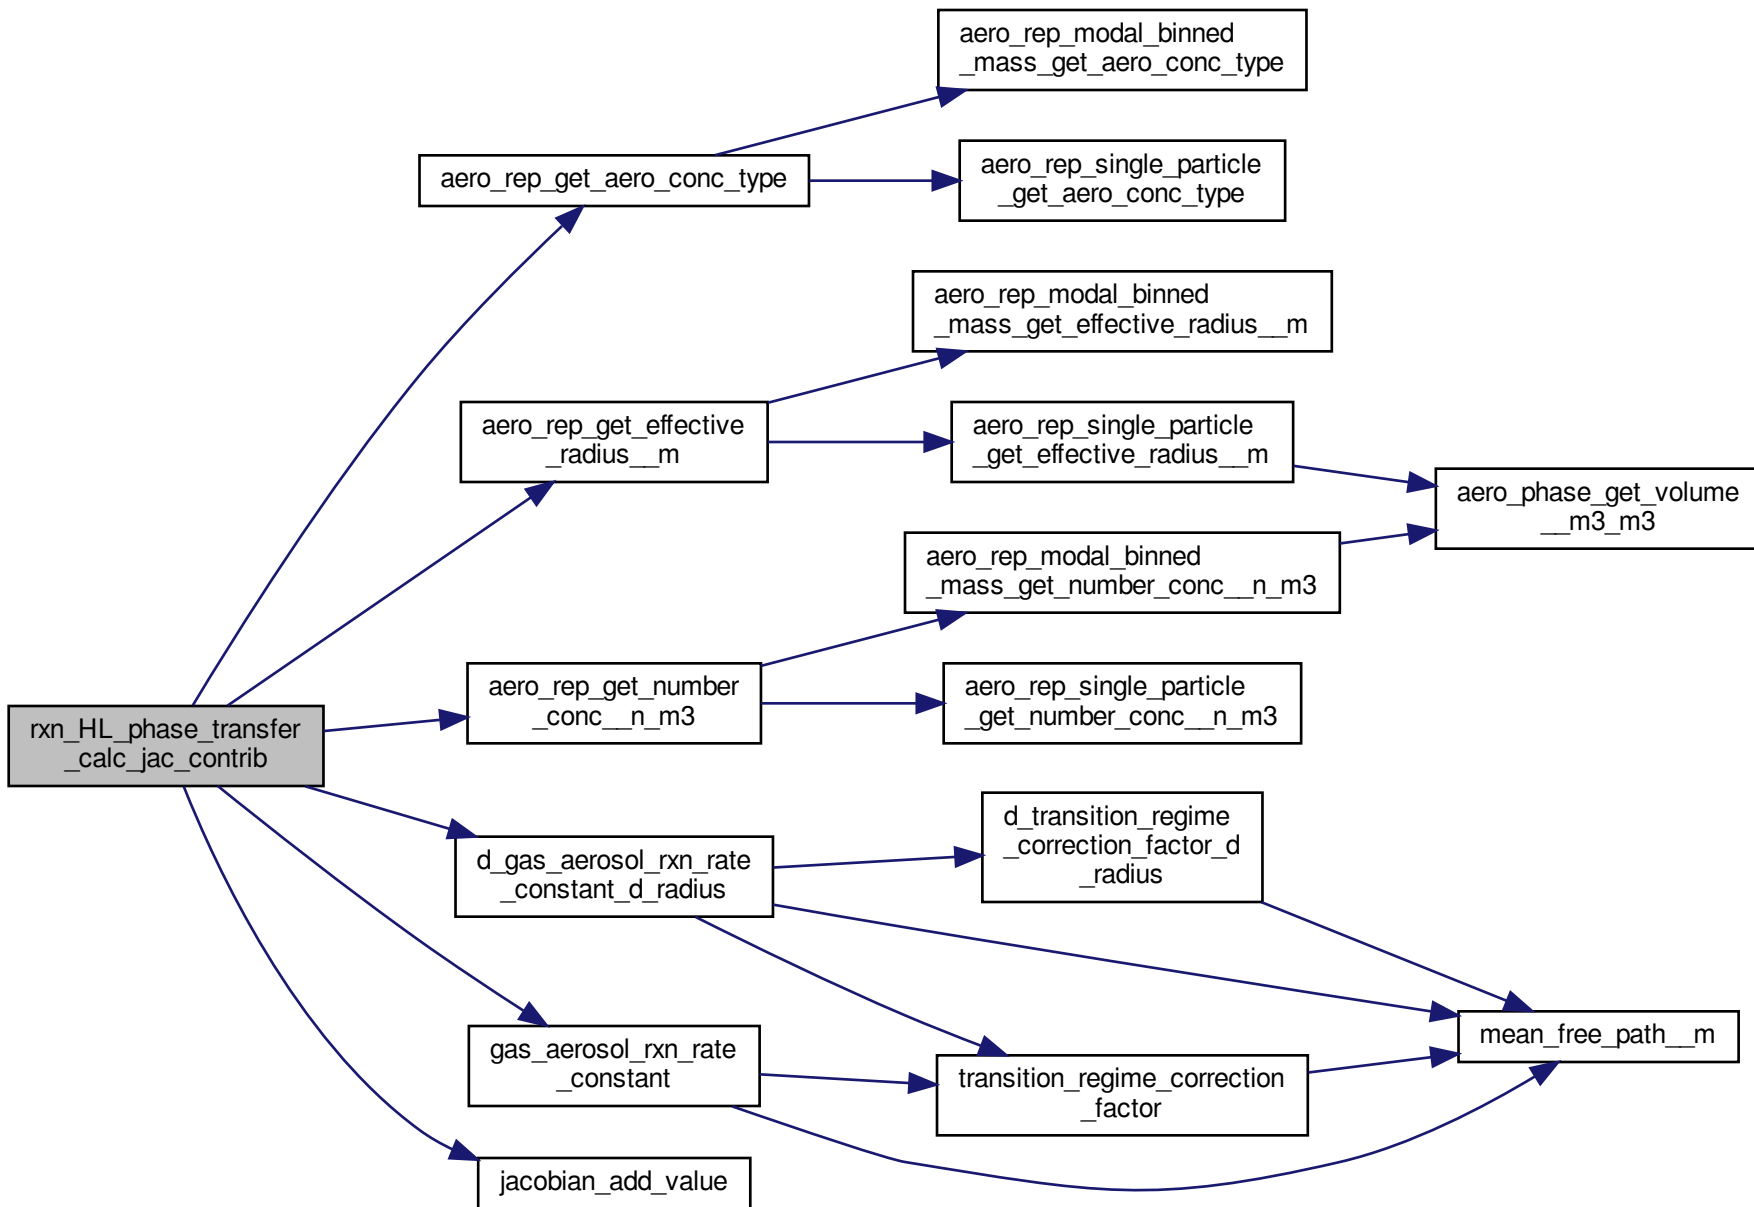 aero_rep_modal_binned
_mass_get_aero_conc_type
aero_rep_get_aero_conc_type
aero_rep_single_particle
_get_aero_conc_type
aero_rep_modal_binned
_mass_get_effective_radius__m
aero_rep_get_effective
_radius__m
aero_rep_single_particle
_get_effective_radius__m
aero_phase_get_volume
__m3_m3
aero_rep_modal_binned
_mass_get_number_conc__n_m3
aero_rep_get_number
_conc__n_m3
aero_rep_single_particle
_get_number_conc__n_m3
rxn_HL_phase_transfer
_calc_jac_contrib
d_transition_regime
_correction_factor_d
_radius
d_gas_aerosol_rxn_rate
_constant_d_radius
mean_free_path__m
gas_aerosol_rxn_rate
_constant
transition_regime_correction
_factor
jacobian_add_value